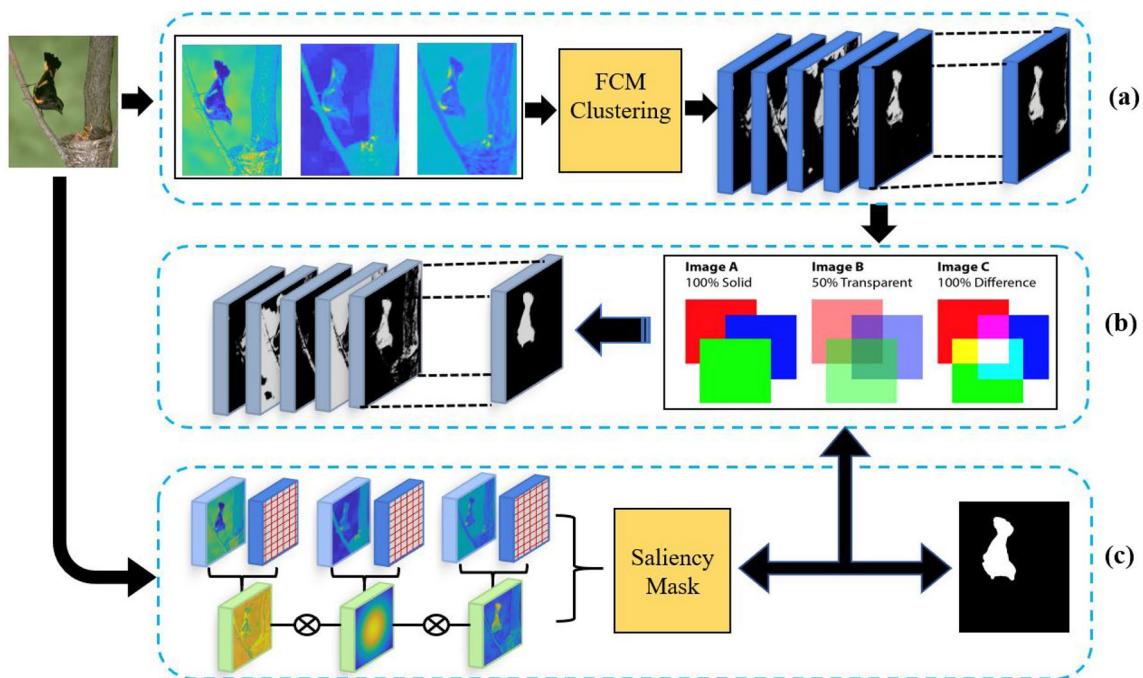 FCM
Clustering
(a)
Image A
100% Solid
Image B
50% Transparent
Image C
100% Difference
(b)
Saliency
Mask
(c)